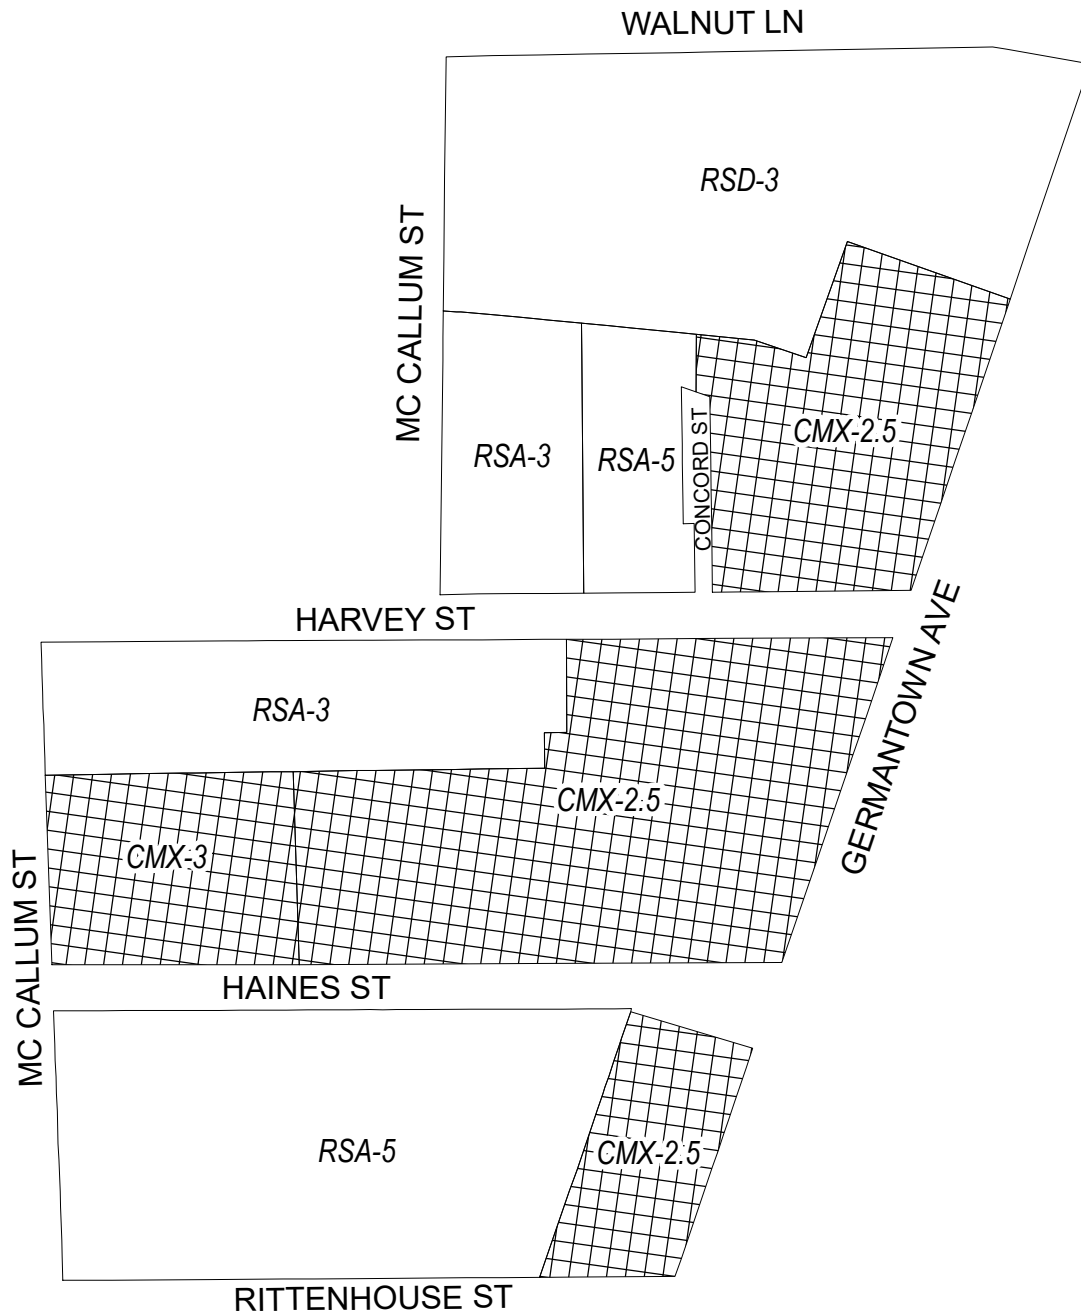 WALNUT LN
RSD-3
MC CALLUM ST
RSA-3
RSA-5
CONCORD ST
CMX-2.5
HARVEY ST
GERMANTOWN AVE
RSA-3
CMX-2.5
CMX-3
MC CALLUM ST
HAINES ST
RSA-5
CMX-2.5
RITTENHOUSE ST